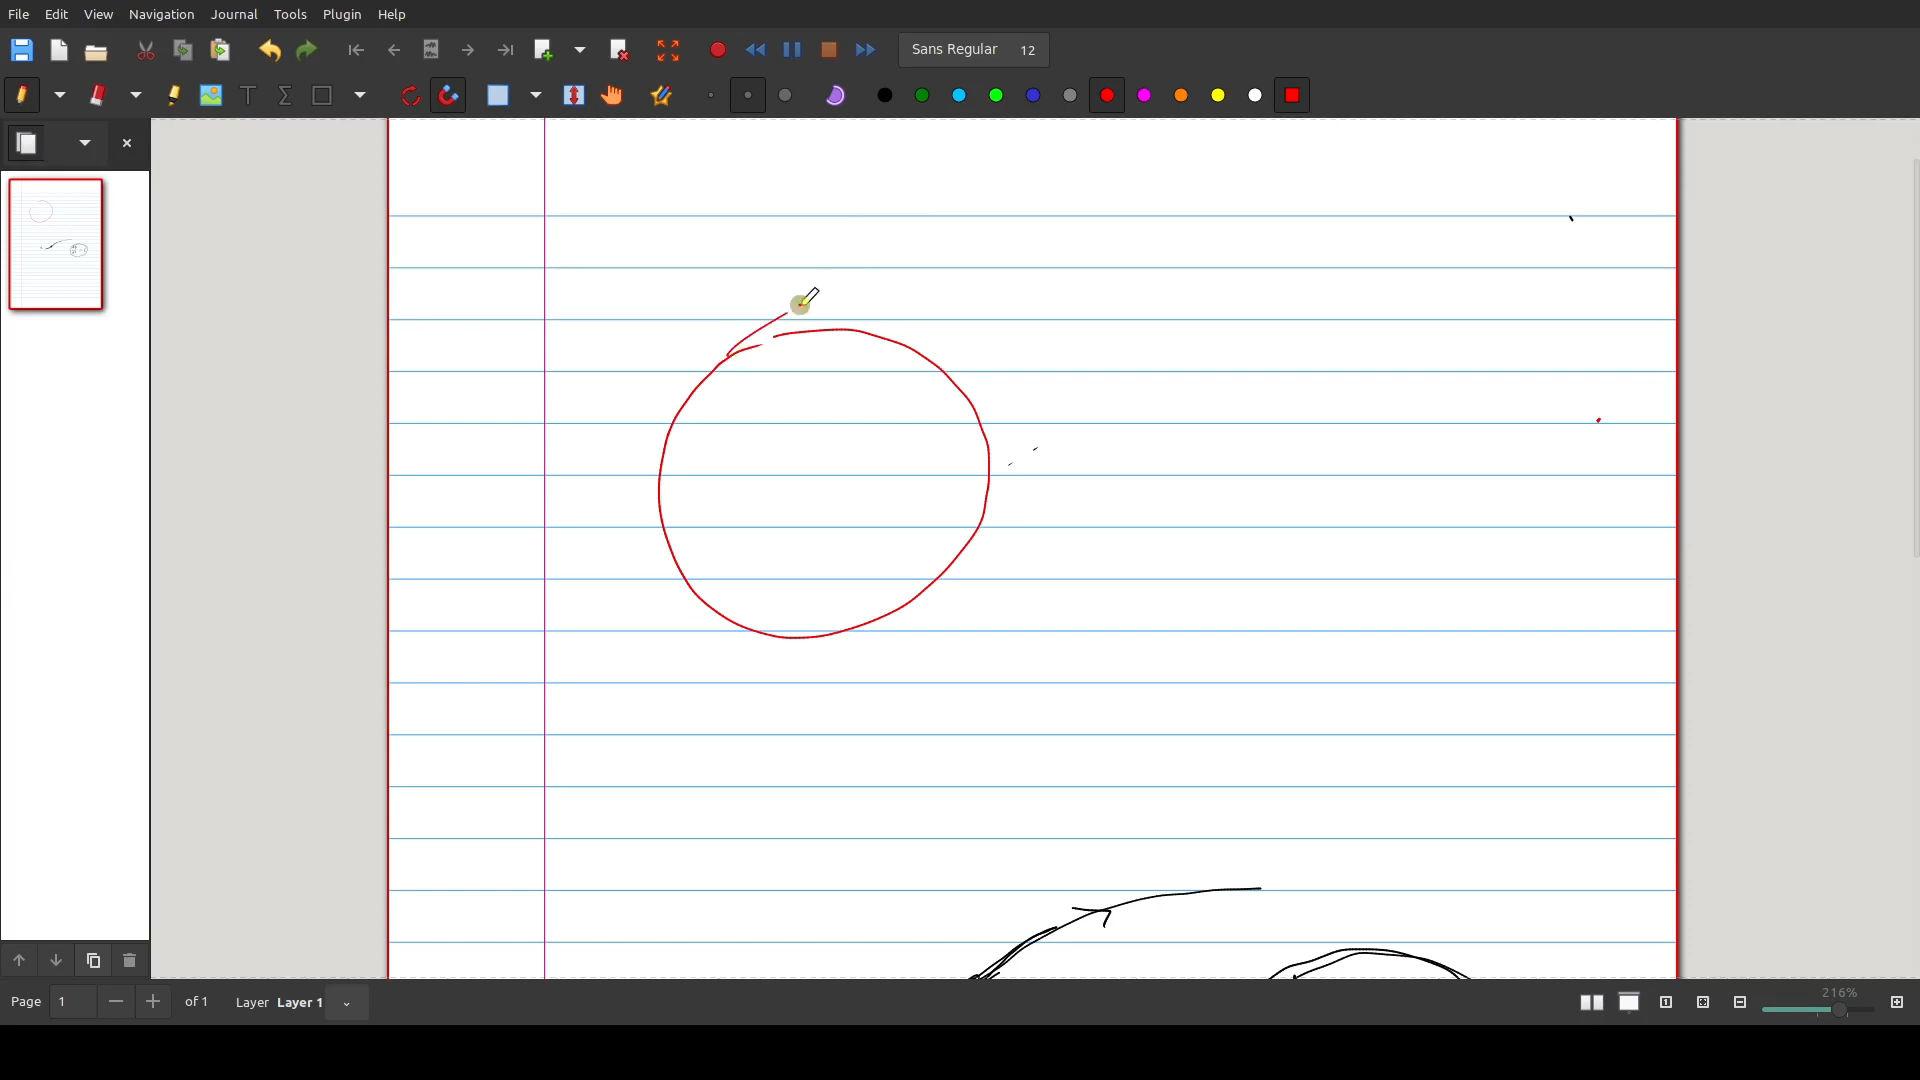 File Edit View Navigation Journal Tools Plugin Help
Sans Regular 12
Page 1 of 1 Layer Layer 1
216%